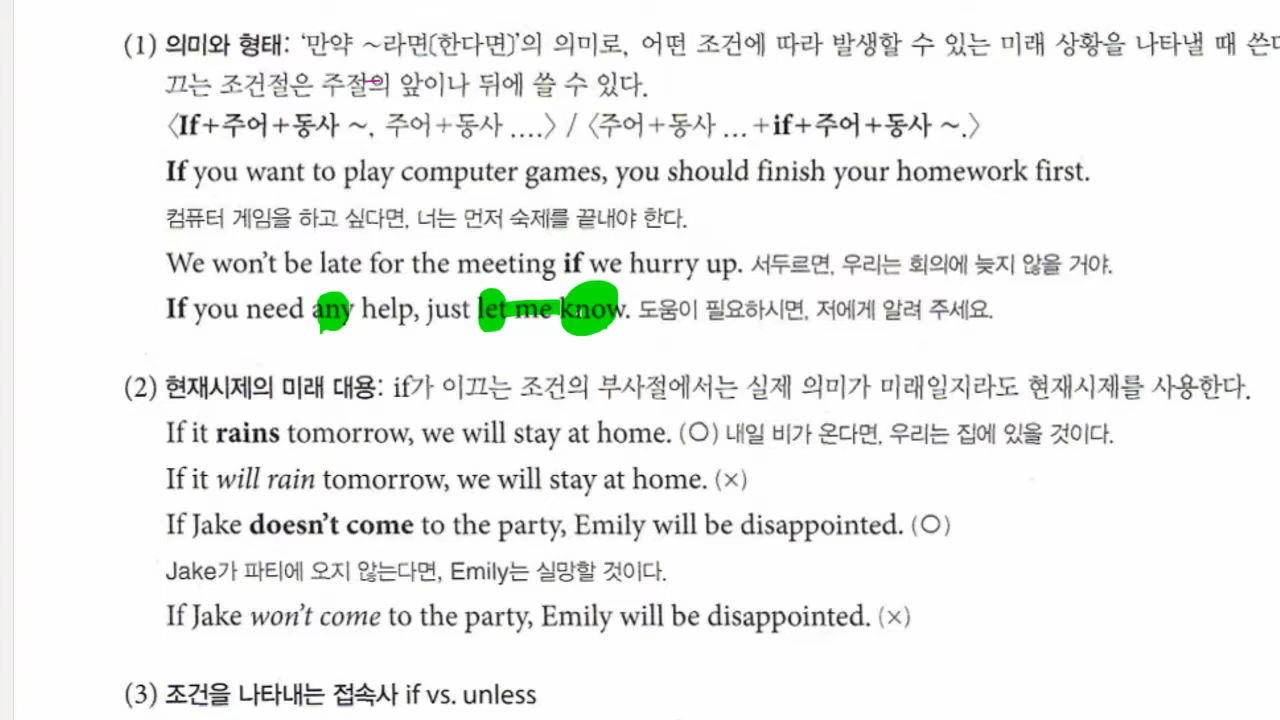 (1) 의미와 형태: ‘만약 ~라면(한다면)’의 의미로, 어떤 조건에 따라 발생할 수 있는 미래 상황을 나타낼 때 쓴
끄는 조건절은 주절의 앞이나 뒤에 쓸 수 있다.
〈If+주어+동사 ~, 주어+동사 ....〉 / 〈주어+동사 ...+if+주어+동사 ~.〉
If you want to play computer games, you should finish your homework first.
컴퓨터 게임을 하고 싶다면, 너는 먼저 숙제를 끝내야 한다.
We won’t be late for the meeting if we hurry up. 서두르면, 우리는 회의에 늦지 않을 거야.
If you need any help, just let me know. 도움이 필요하시면, 저에게 알려 주세요.
(2) 현재시제의 미래 대용: if가 이끄는 조건의 부사절에서는 실제 의미가 미래일지라도 현재시제를 사용한다.
If it rains tomorrow, we will stay at home. (○) 내일 비가 온다면, 우리는 집에 있을 것이다.
If it will rain tomorrow, we will stay at home. (×)
If Jake doesn’t come to the party, Emily will be disappointed. (○)
Jake가 파티에 오지 않는다면, Emily는 실망할 것이다.
If Jake won’t come to the party, Emily will be disappointed. (×)
(3) 조건을 나타내는 접속사 if vs. unless